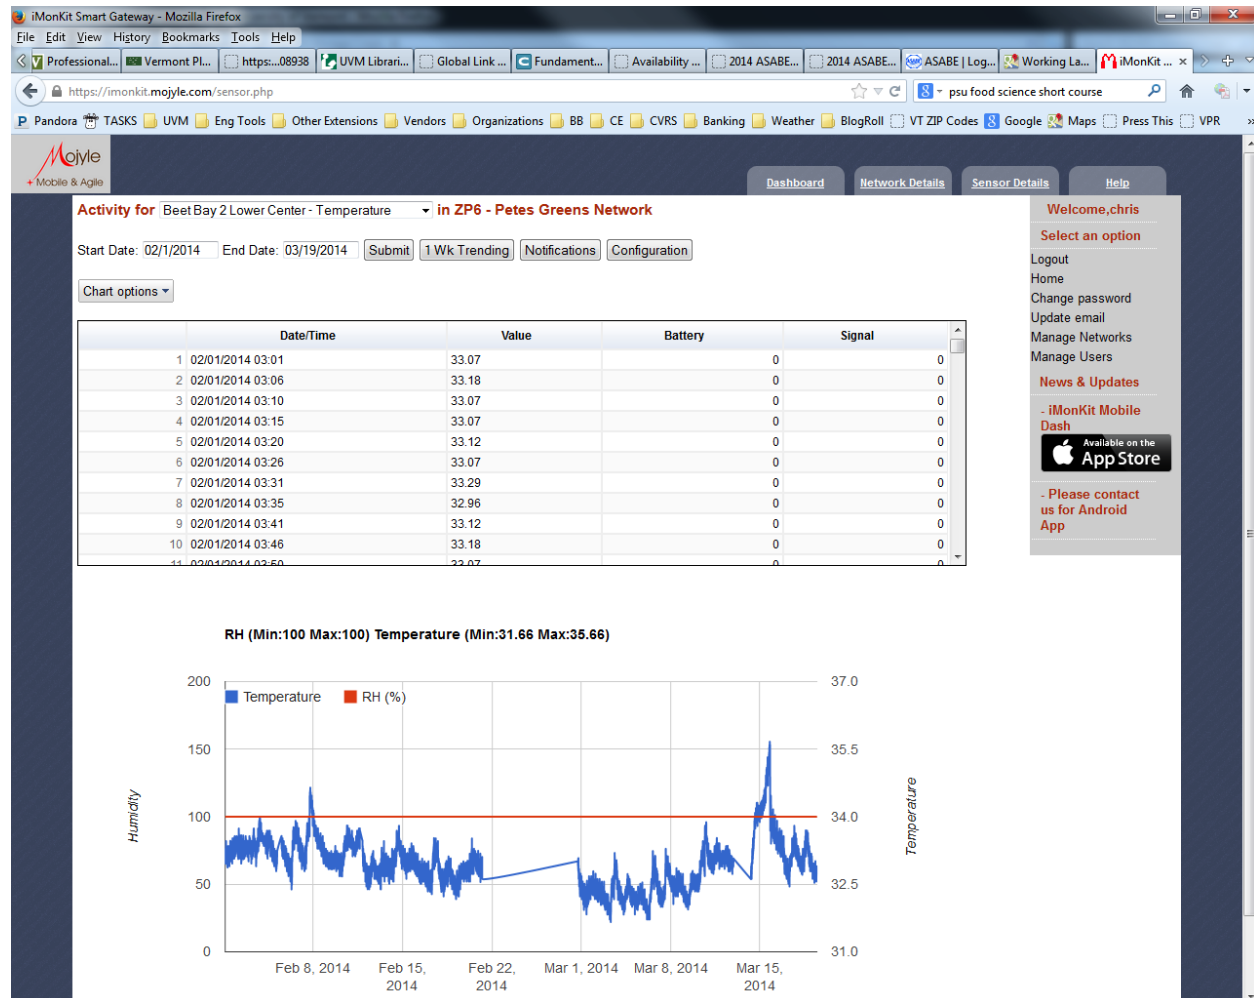 iMonKit Smart Gateway - Mozilla Firefox
File Edit View History Bookmarks Tools Help
Professional... Vermont Pl... https:...08938 UVM Librari... Global Link ... Fundament... Availability ... 2014 ASABE... 2014 ASABE... ASABE | Log... Working La... iMonKit ...
https://imonkit.mojyle.com/sensor.php psu food science short course
Pandora TASKS UVM Eng Tools Other Extensions Vendors Organizations BB CE CVRS Banking Weather BlogRoll VT ZIP Codes Google Maps Press This VPR
Mojyle
+ Mobile & Agile
Dashboard Network Details Sensor Details Help
Activity for Beet Bay 2 Lower Center - Temperature in ZP6 - Petes Greens Network
Start Date: 02/1/2014 End Date: 03/19/2014 Submit 1 Wk Trending Notifications Configuration
Chart options
Date/Time Value Battery Signal
1 02/01/2014 03:01 33.07 0 0
2 02/01/2014 03:06 33.18 0 0
3 02/01/2014 03:10 33.07 0 0
4 02/01/2014 03:15 33.07 0 0
5 02/01/2014 03:20 33.12 0 0
6 02/01/2014 03:26 33.07 0 0
7 02/01/2014 03:31 33.29 0 0
8 02/01/2014 03:35 32.96 0 0
9 02/01/2014 03:41 33.12 0 0
10 02/01/2014 03:46 33.18 0 0
11 02/01/2014 03:50 33.07 0 0
Welcome,chris
Select an option
Logout
Home
Change password
Update email
Manage Networks
Manage Users
News & Updates
- iMonKit Mobile
Dash
Available on the
App Store
- Please contact
us for Android
App
RH (Min:100 Max:100) Temperature (Min:31.66 Max:35.66)
Temperature RH (%)
200
150
100
50
0
Humidity
37.0
35.5
34.0
32.5
31.0
Temperature
Feb 8, 2014
Feb 15,
2014
Feb 22,
2014
Mar 1, 2014
Mar 8, 2014
Mar 15,
2014